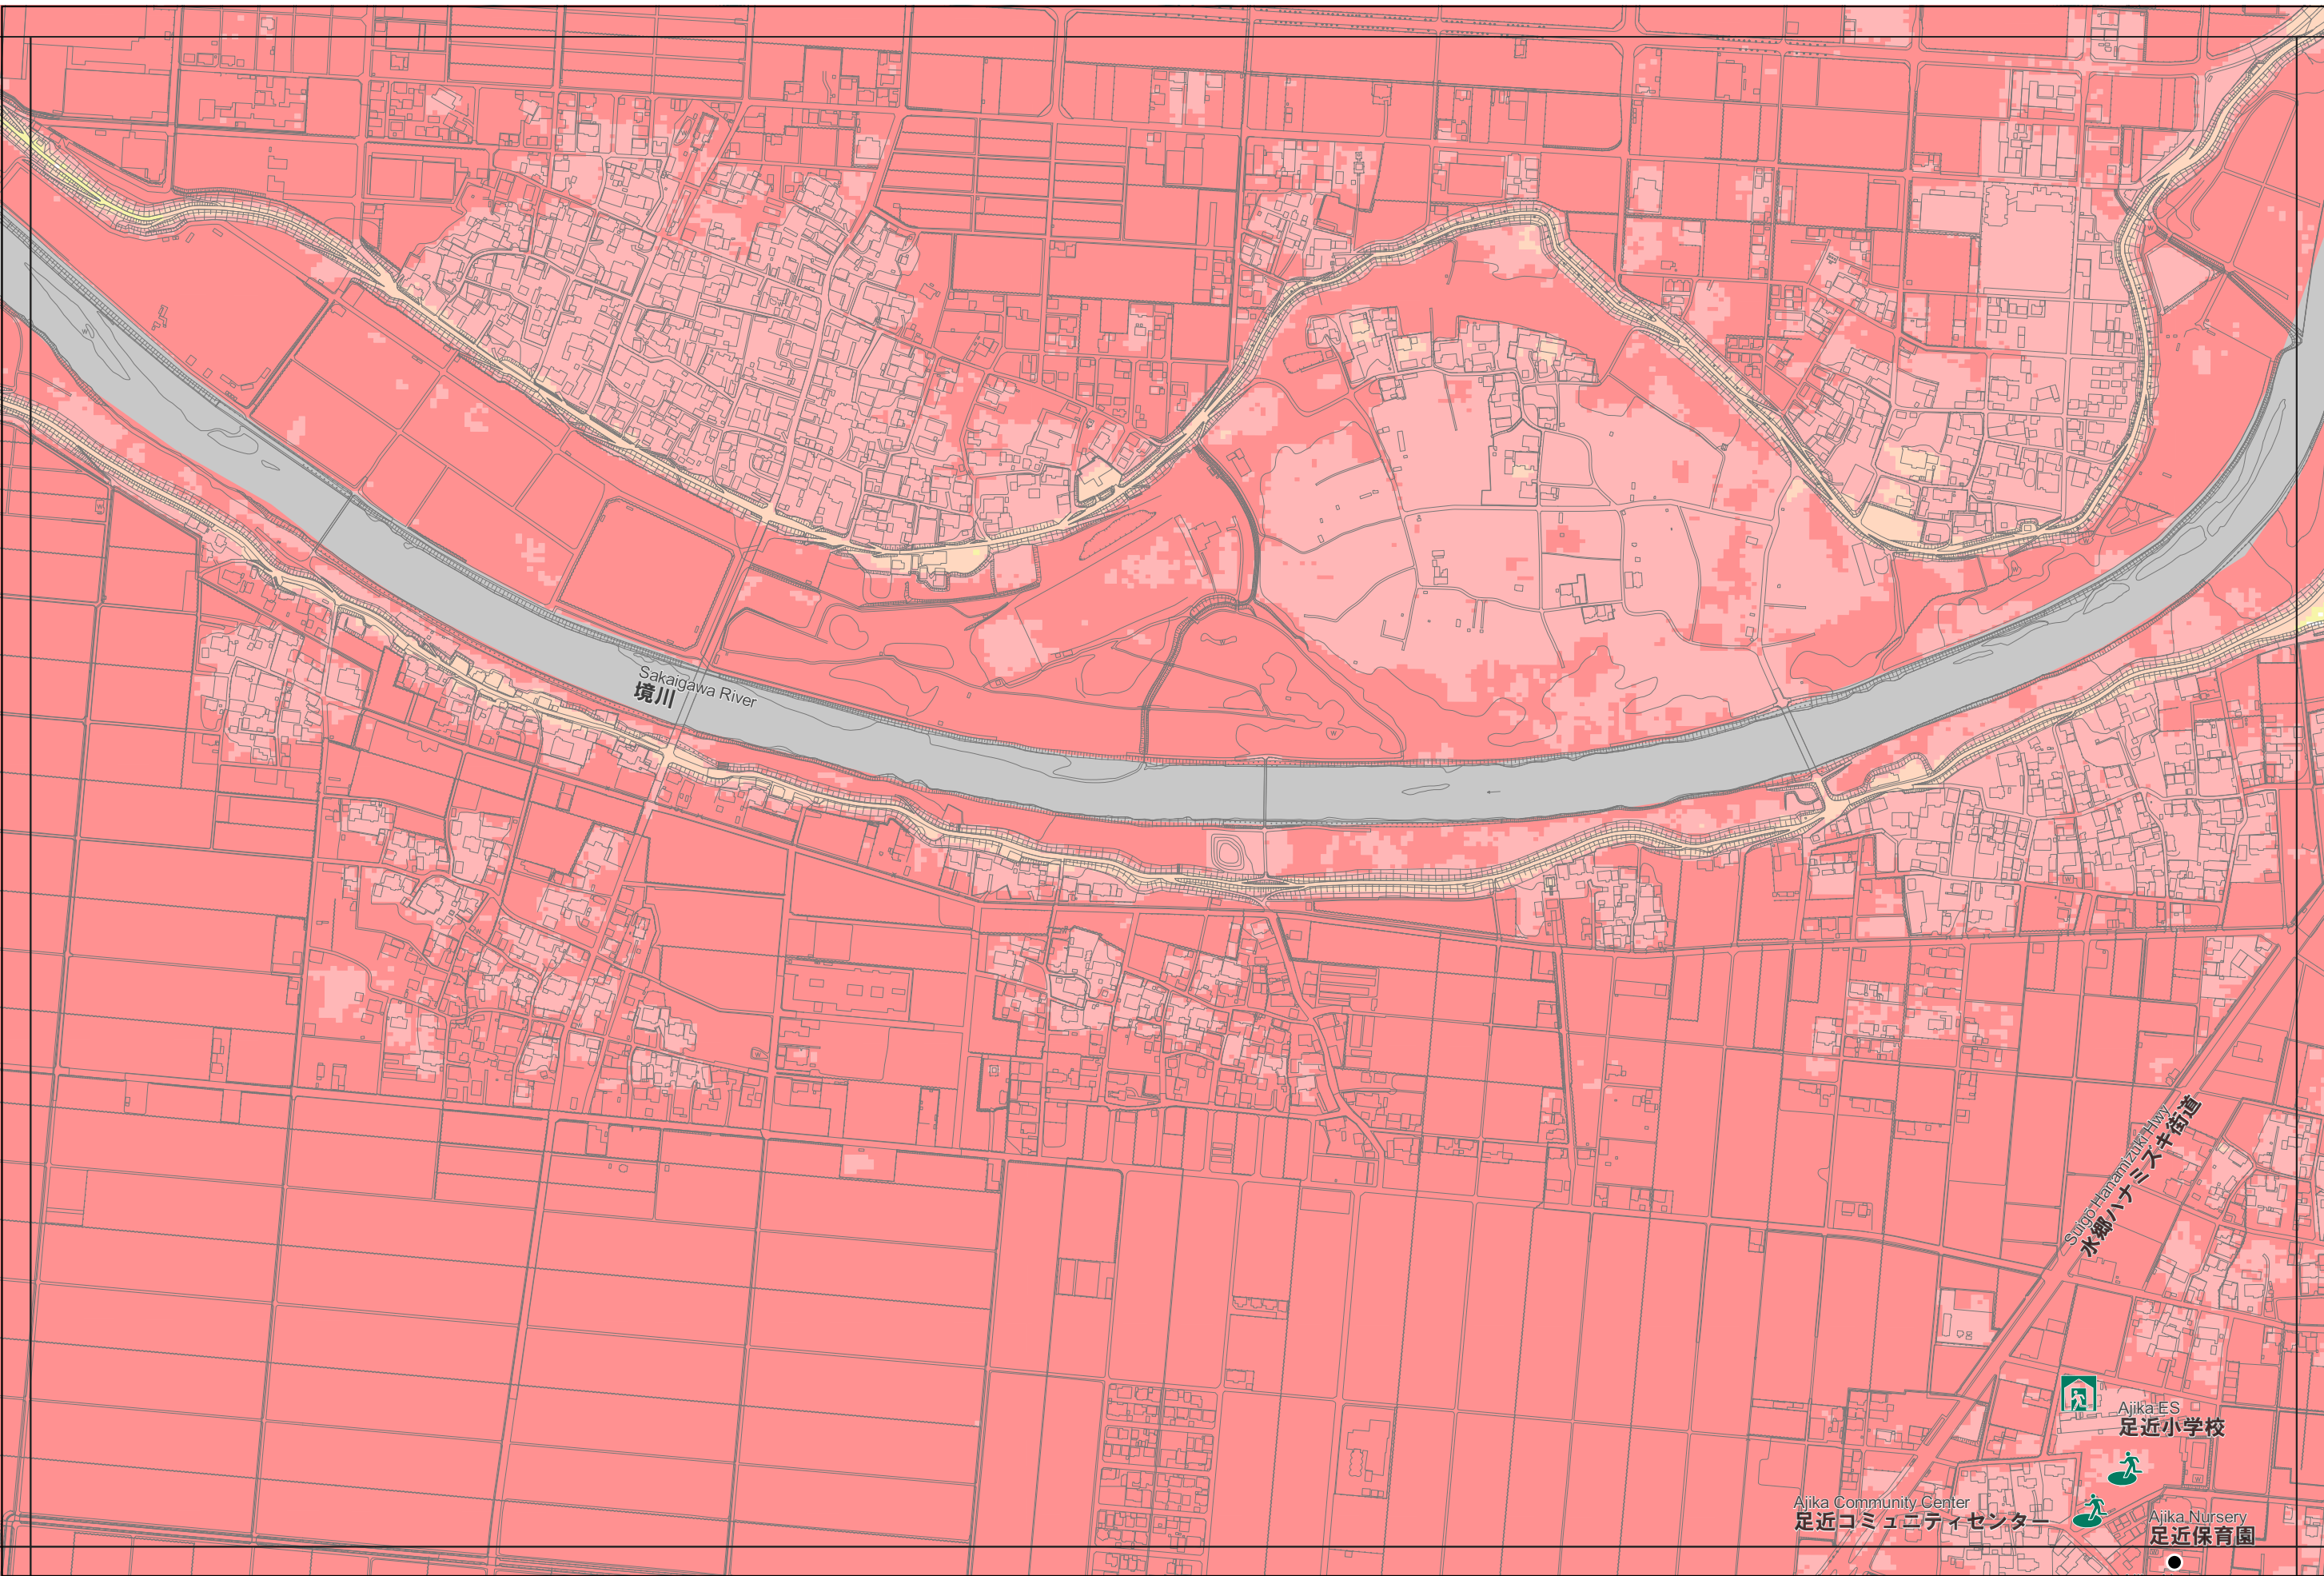 Sakaigawa River
境川
Suigo Hanamizuki Hwy
水郷ハナミズキ街道
Ajika ES
足近小学校
Ajika Community Center
足近コミュニティセンター
Ajika Nursery
足近保育園